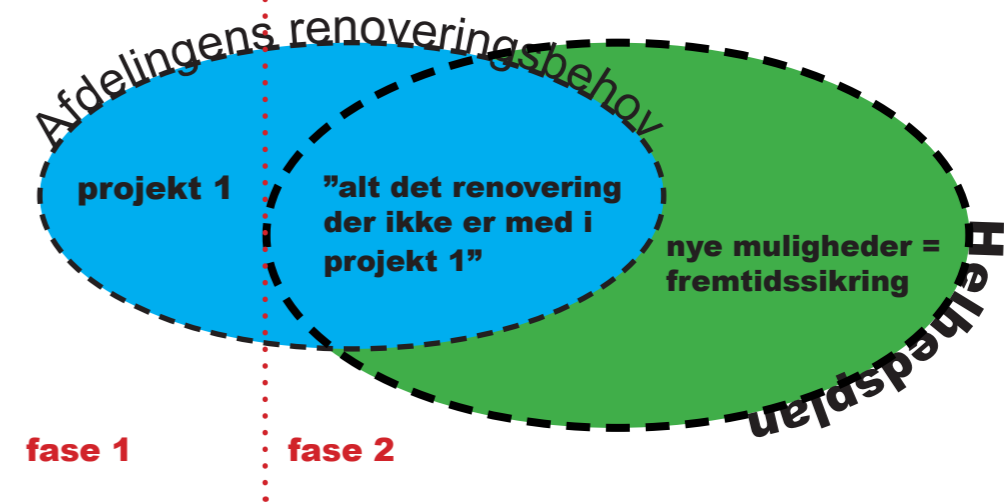 Afdelingens renoveringsbehov
projekt 1
”alt det renovering
der ikke er med i
projekt 1”
nye muligheder =
fremtidssikring
Helhedsplan
fase 1
fase 2